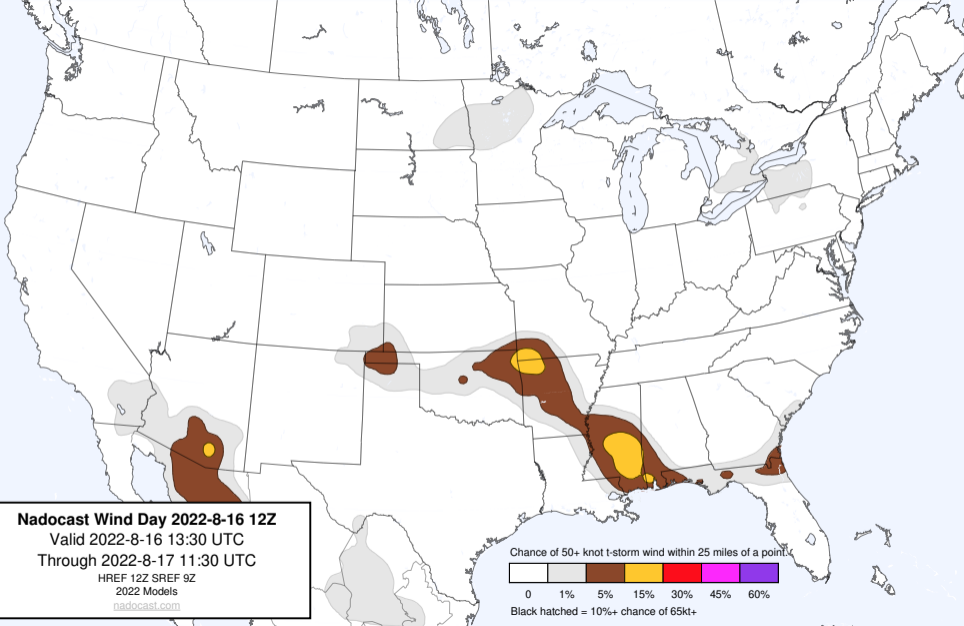 Nadocast Wind Day 2022-8-16 12Z
Valid 2022-8-16 13:30 UTC
Through 2022-8-17 11:30 UTC
HREF 12Z SREF 9Z
2022 Models
nadocast.com
Chance of 50+ knot t-storm wind within 25 miles of a point.
0 1% 5% 15% 30% 45% 60%
Black hatched = 10%+ chance of 65kt+